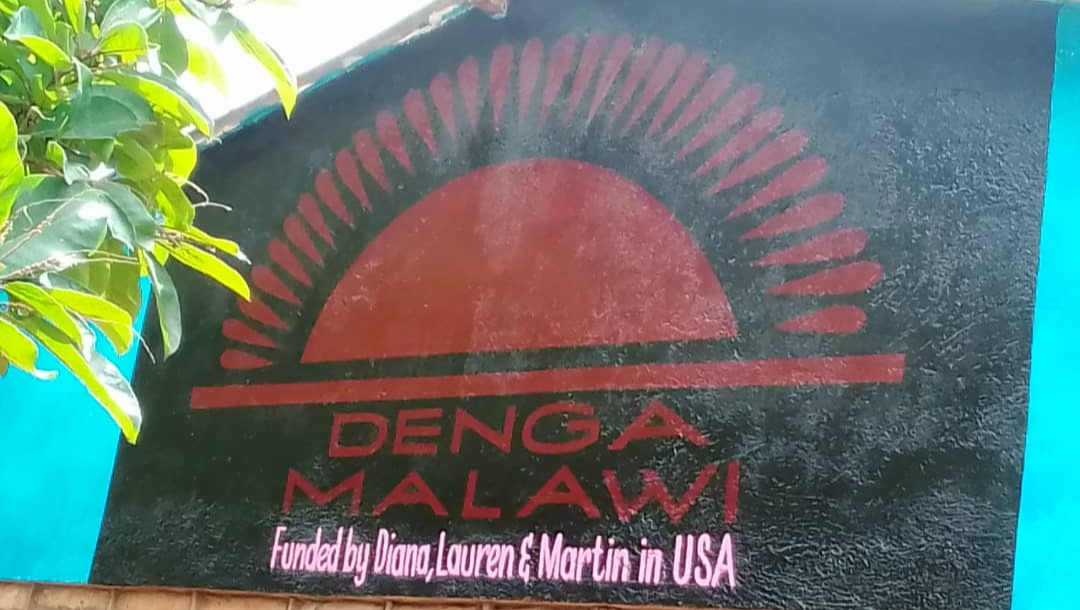 DENGA
MALAWI
Funded by Diana, Lauren & Martin in USA